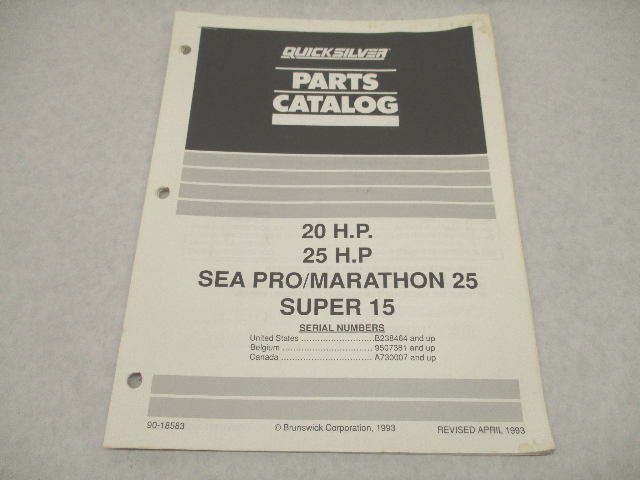 QUICKSILVER
PARTS
CATALOG
20 H.P.
25 H.P
SEA PRO/MARATHON 25
SUPER 15
SERIAL NUMBERS
United States ........................... B238464 and up
Belgium .................................. 9507381 and up
Canada .................................. A730007 and up
90-18583 © Brunswick Corporation, 1993 REVISED APRIL 1993